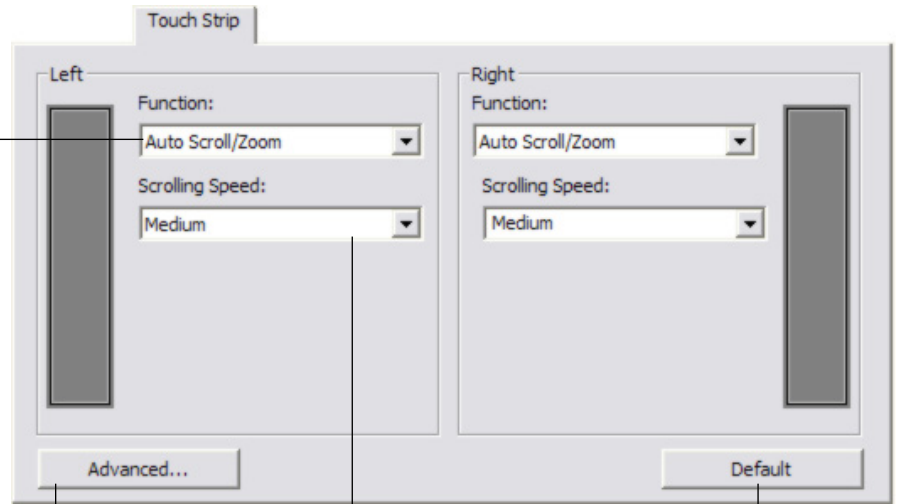 Touch Strip
Left
Function:
Auto Scroll/Zoom
Scrolling Speed:
Medium
Right
Function:
Auto Scroll/Zoom
Scrolling Speed:
Medium
Advanced...
Default